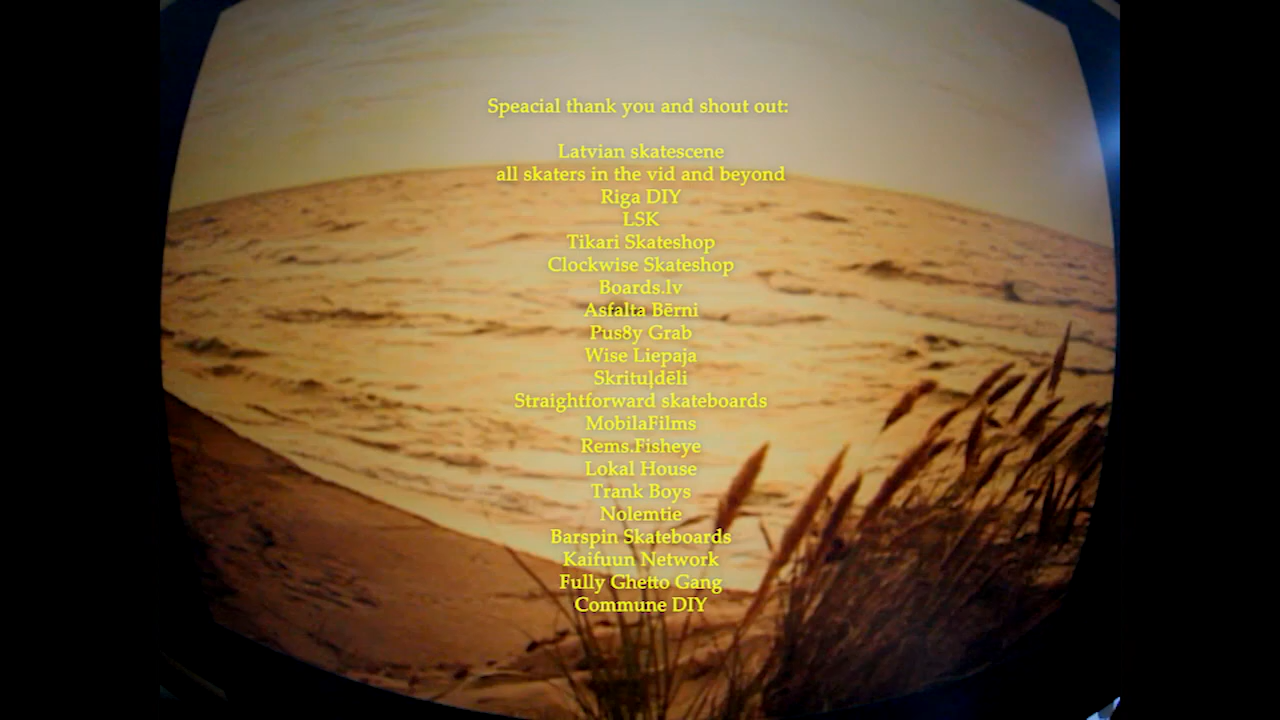 Speacial thank you and shout out:
Latvian skatescene
all skaters in the vid and beyond
Riga DIY
LSK
Tikari Skateshop
Clockwise Skateshop
Boards.lv
Asfalta Bērni
Pus8y Grab
Wise Liepaja
Skrituļdēli
Straightforward skateboards
MobilaFilms
Rems.Fisheye
Lokal House
Trank Boys
Nolemtie
Barspin Skateboards
Kaifuun Network
Fully Ghetto Gang
Commune DIY